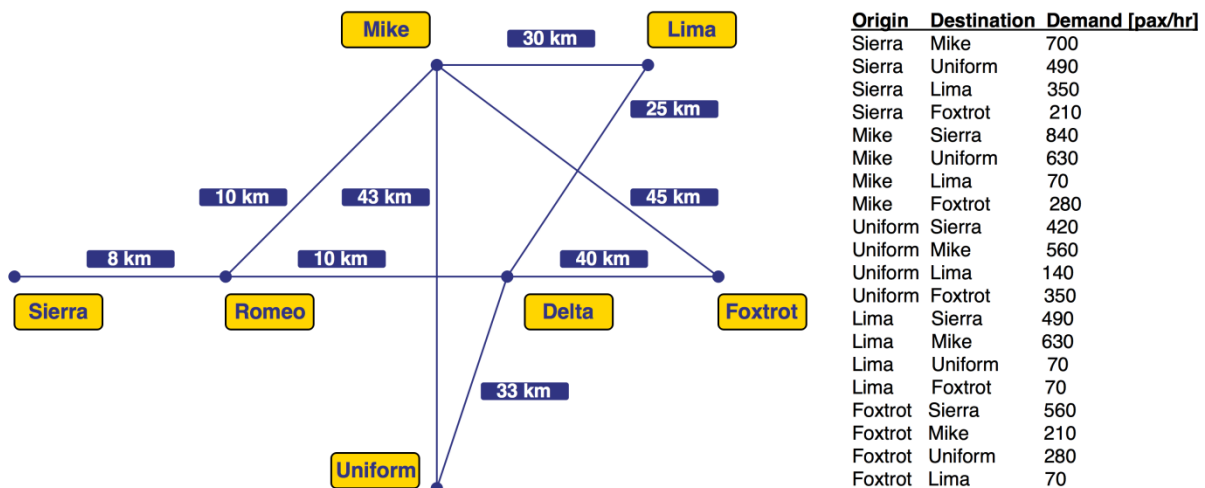 Mike
Lima
30 km
25 km
10 km
43 km
45 km
8 km
10 km
40 km
Sierra
Romeo
Delta
Foxtrot
33 km
Uniform
Origin Destination Demand [pax/hr]
Sierra Mike 700
Sierra Uniform 490
Sierra Lima 350
Sierra Foxtrot 210
Mike Sierra 840
Mike Uniform 630
Mike Lima 70
Mike Foxtrot 280
Uniform Sierra 420
Uniform Mike 560
Uniform Lima 140
Uniform Foxtrot 350
Lima Sierra 490
Lima Mike 630
Lima Uniform 70
Lima Foxtrot 70
Foxtrot Sierra 560
Foxtrot Mike 210
Foxtrot Uniform 280
Foxtrot Lima 70